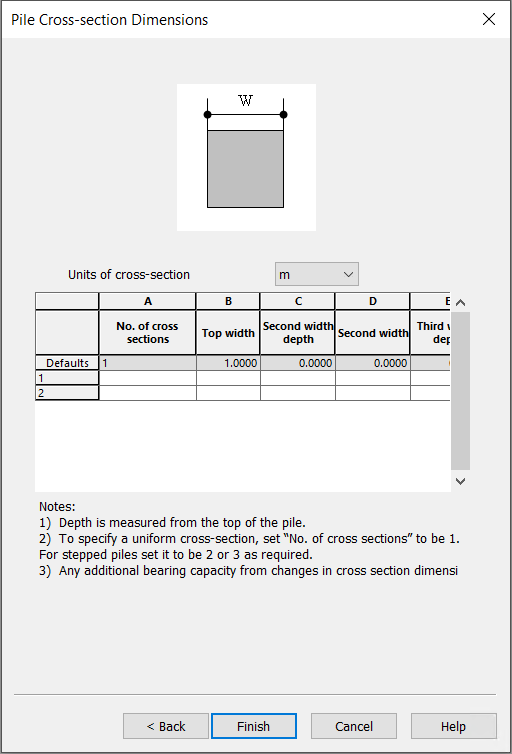 Pile Cross-section Dimensions
W
Units of cross-section m
A B C D E
No. of cross sections Top width Second width depth Second width Third
Defaults 1 1.0000 0.0000 0.0000
1
2
Notes:
1) Depth is measured from the top of the pile.
2) To specify a uniform cross-section, set “No. of cross sections” to be 1.
For stepped piles set it to be 2 or 3 as required.
3) Any additional bearing capacity from changes in cross section dimensi
< Back Finish Cancel Help